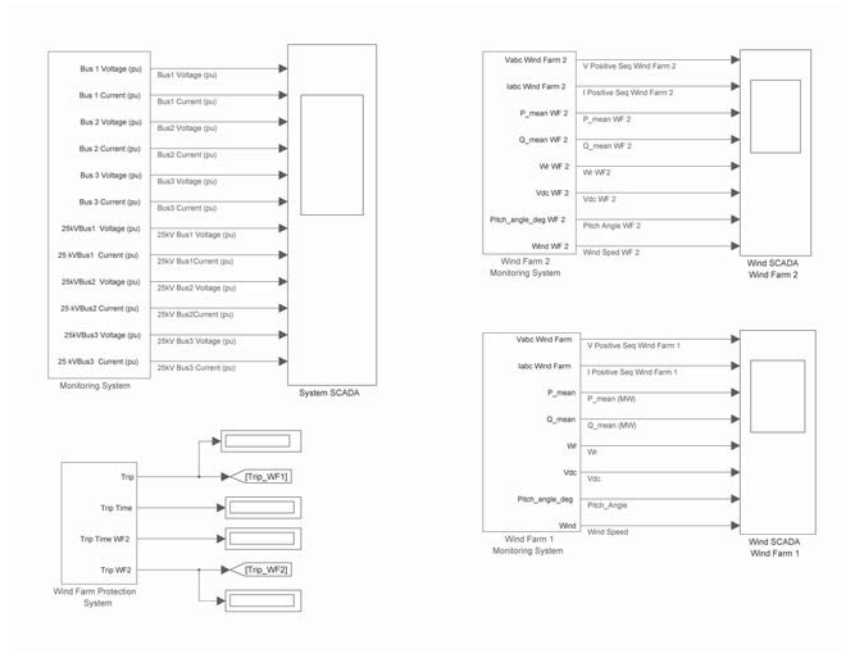 Bus 1 Voltage (pu)
Bus1 Voltage (pu)
Bus 1 Current (pu)
Bus1 Current (pu)
Bus 2 Voltage (pu)
Bus2 Voltage (pu)
Bus 2 Current (pu)
Bus2 Current (pu)
Bus 3 Voltage (pu)
Bus3 Voltage (pu)
Bus 3 Current (pu)
Bus3 Current (pu)
25kVBus1 Voltage (pu)
25kV Bus1 Voltage (pu)
25 kVBus1 Current (pu)
25kV Bus1Current (pu)
25kVBus2 Voltage (pu)
25kV Bus2 Voltage (pu)
25 kVBus2 Current (pu)
25kV Bus2Current (pu)
25kVBus3 Voltage (pu)
25kV Bus3 Voltage (pu)
25 kVBus3 Current (pu)
25kV Bus3 Current (pu)
Monitoring System
System SCADA
Trip
[Trip_WF1]
Trip Time
Trip Time WF2
Trip WF2
[Trip_WF2]
Wind Farm Protection
System
Vabc Wind Farm 2
V Positive Seq Wind Farm 2
Iabc Wind Farm 2
I Positive Seq Wind Farm 2
P_mean WF 2
P_mean WF 2
Q_mean WF 2
Q_mean WF 2
Wr WF 2
Wr WF2
Vdc WF 2
Vdc WF 2
Pitch_angle_deg WF 2
Pitch Angle WF 2
Wind WF 2
Wind Sped WF 2
Wind Farm 2
Monitoring System
Wind SCADA
Wind Farm 2
Vabc Wind Farm
V Positive Seq Wind Farm 1
Iabc Wind Farm
I Positive Seq Wind Farm 1
P_mean
P_mean (MW)
Q_mean
Q_mean (MW)
Wr
Wr
Vdc
Vdc
Pitch_angle_deg
Pitch_Angle
Wind
Wind Speed
Wind Farm 1
Monitoring System
Wind SCADA
Wind Farm 1